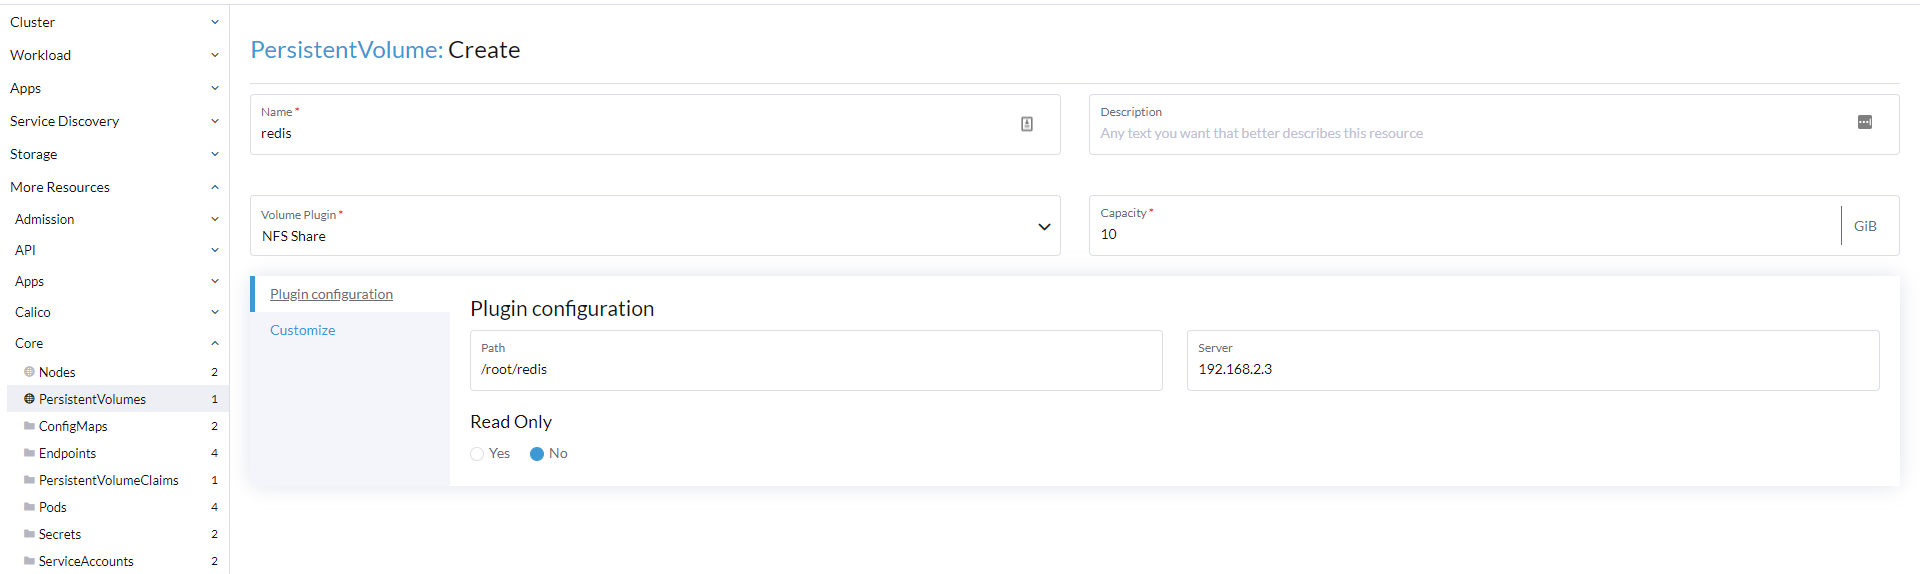 Cluster
Workload
Apps
Service Discovery
Storage
More Resources
Admission
API
Apps
Calico
Core
Nodes 2
PersistentVolumes 1
ConfigMaps 2
Endpoints 4
PersistentVolumeClaims 1
Pods 4
Secrets 2
ServiceAccounts 2
PersistentVolume: Create
Name *
redis
Description
Any text you want that better describes this resource
Volume Plugin *
NFS Share
Capacity *
10 GiB
Plugin configuration
Customize
Plugin configuration
Path
/root/redis
Server
192.168.2.3
Read Only
Yes No